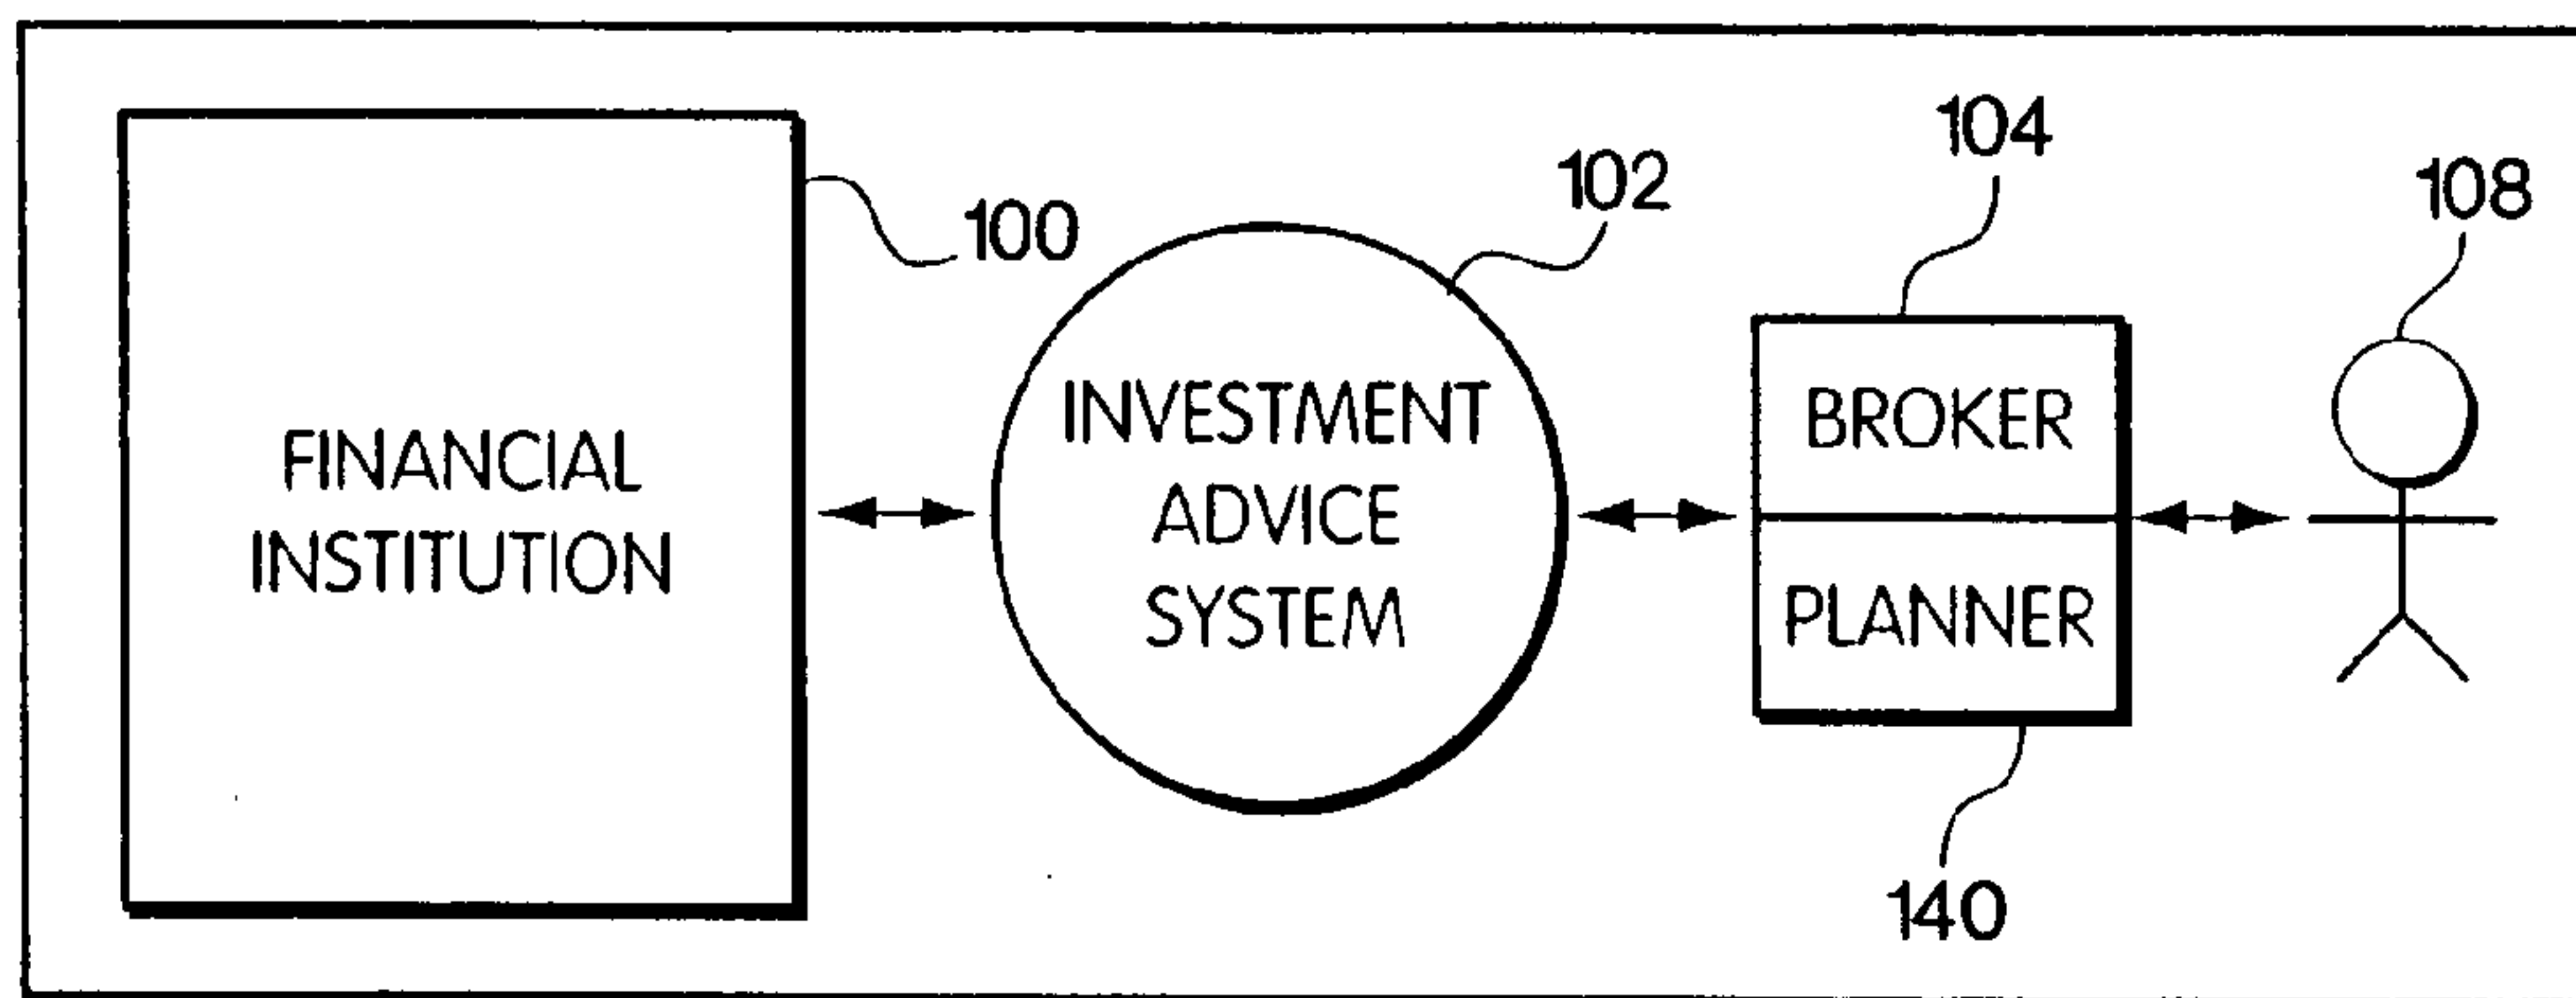 FINANCIAL
INSTITUTION
100
INVESTMENT
ADVICE
SYSTEM
102
104
BROKER
PLANNER
140
108